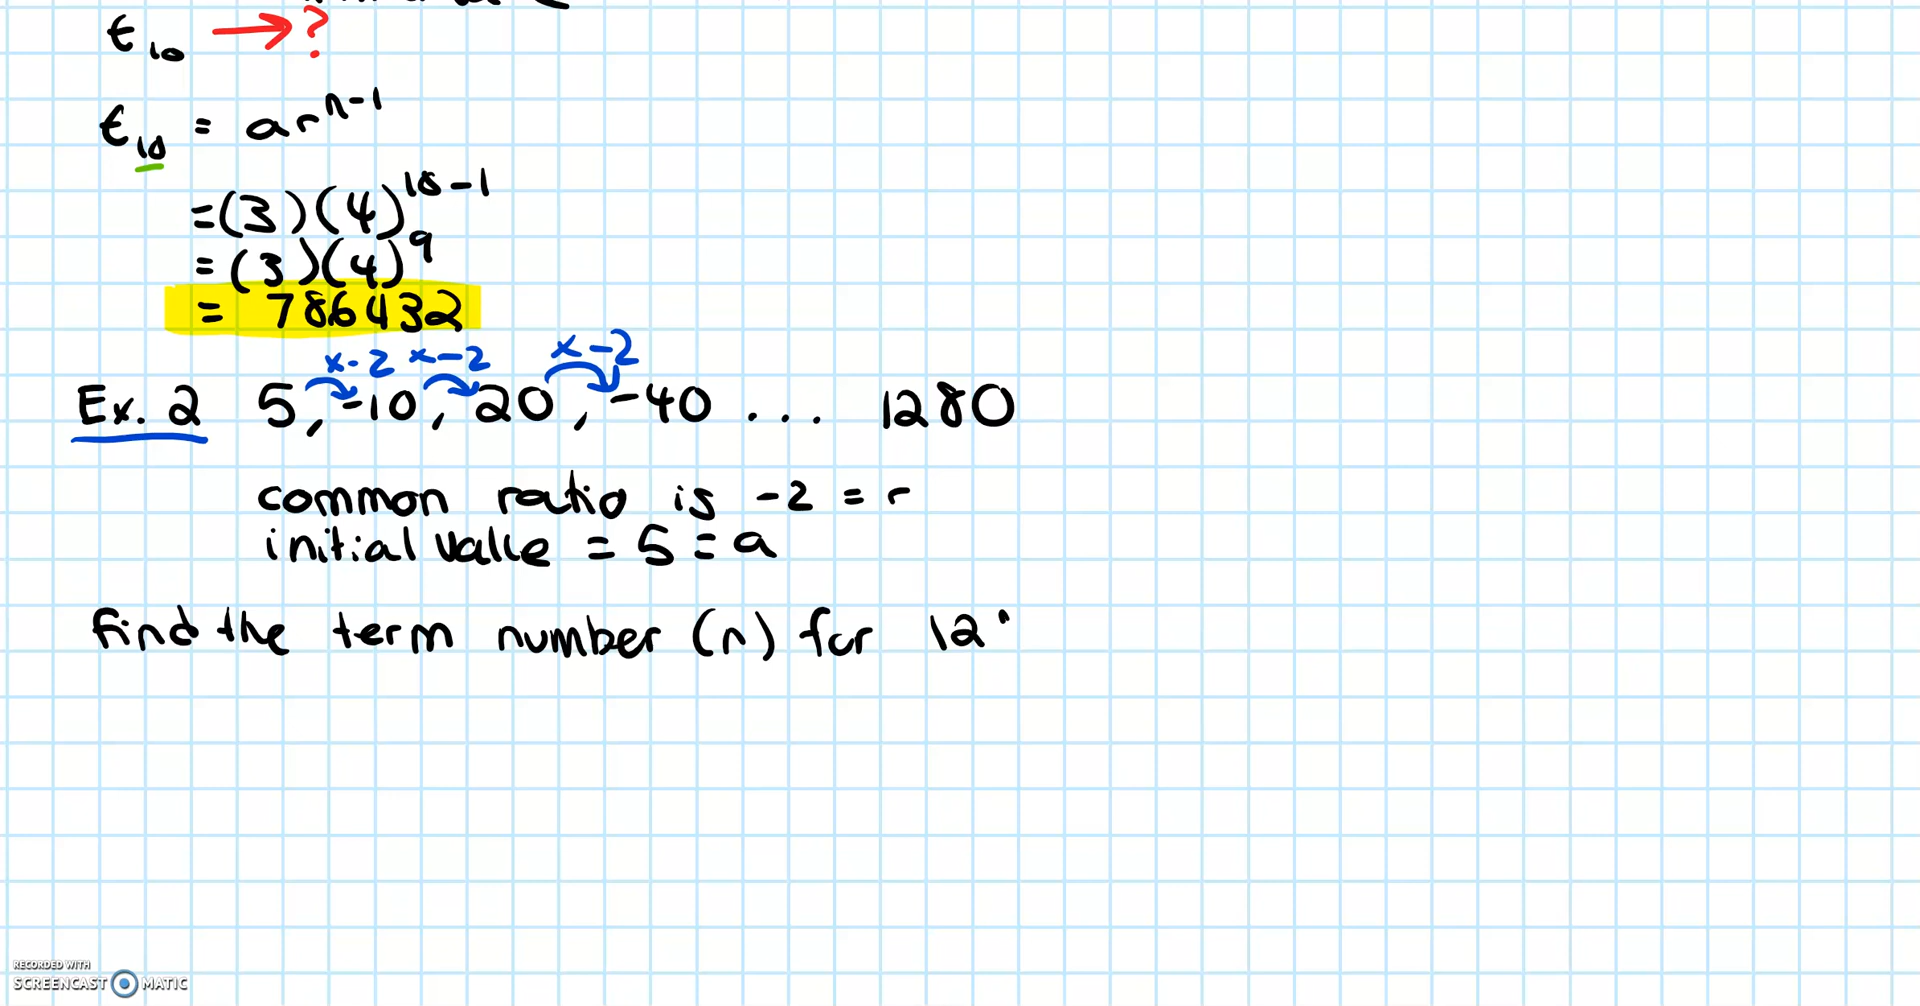 t₁₀ → ?
t₁₀ = arⁿ⁻¹
=(3)(4)¹⁰⁻¹
=(3)(4)⁹
= 786432
x-2 x-2 x-2
Ex. 2 5, -10, 20, -40 ... 1280
common ratio is -2 = r
initial value = 5 = a
find the term number (n) for 12
RECORDED WITH
SCREENCAST MATIC